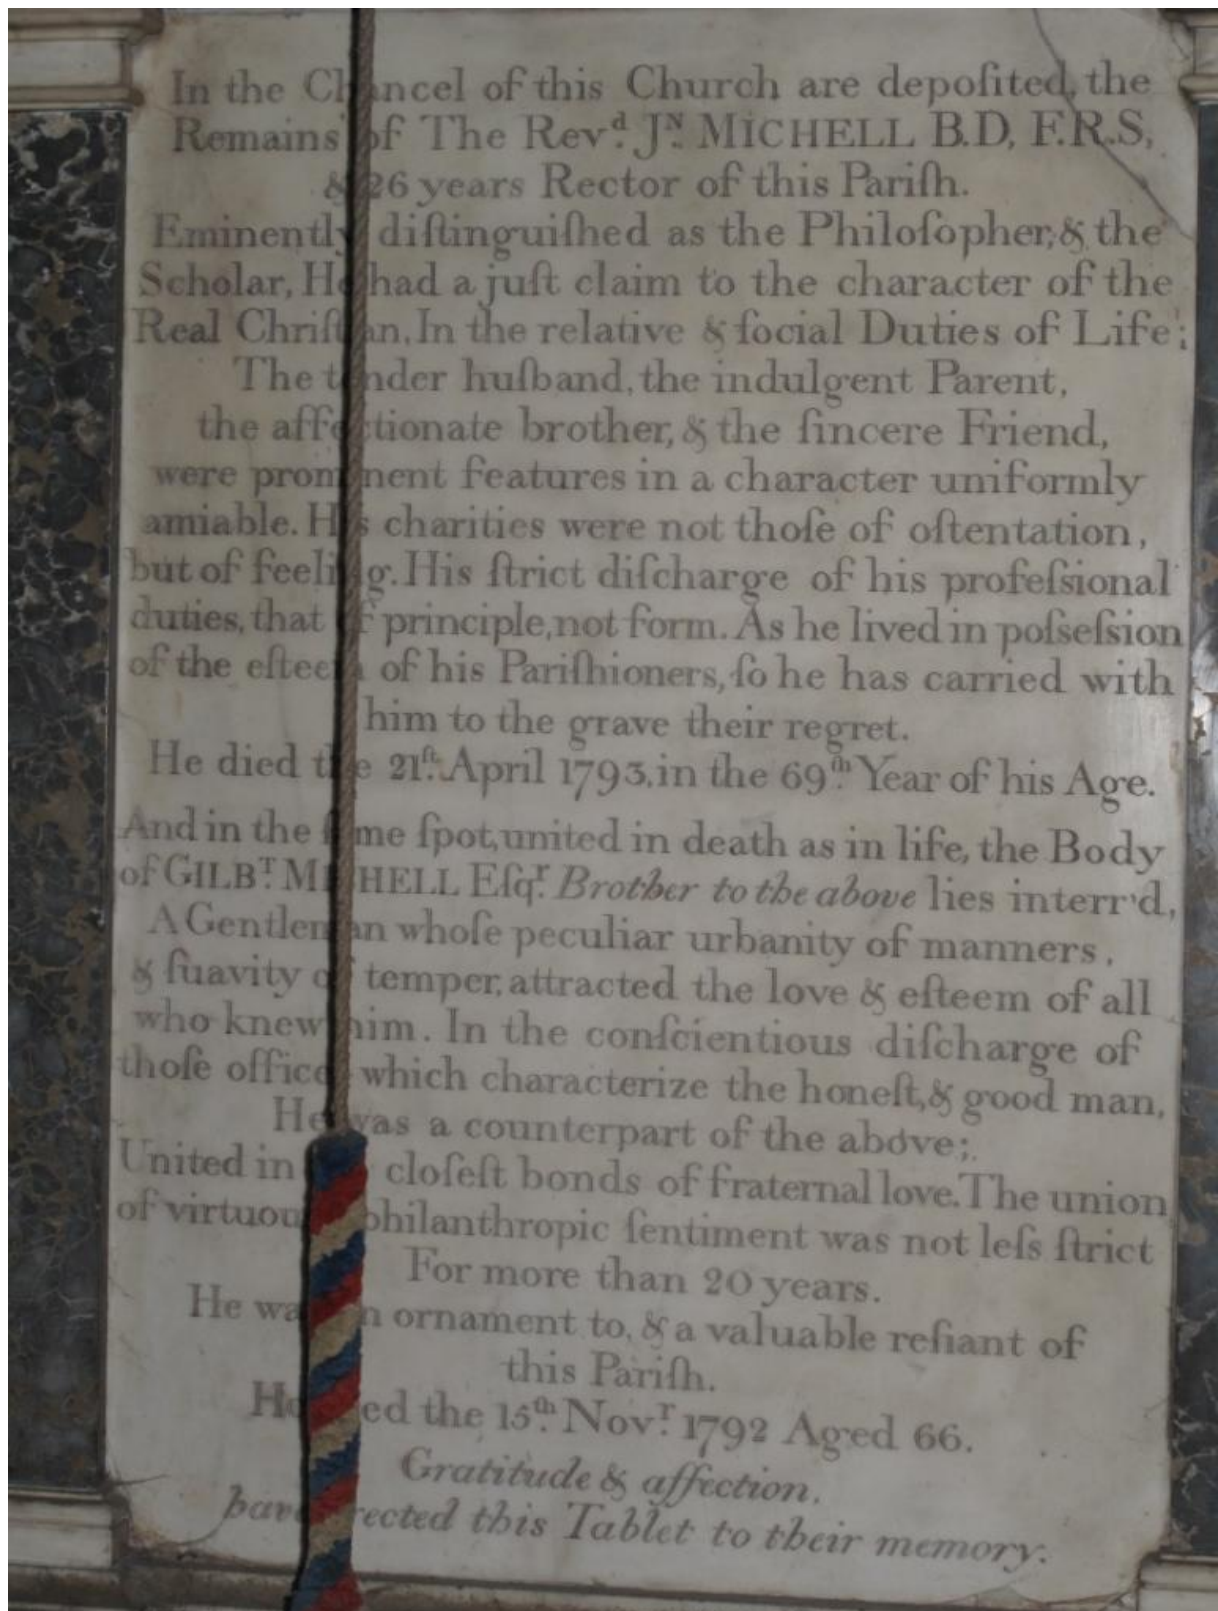 In the Chancel of this Church are depoſited, the
Remains of The Revᵈ. Jᴺ. MICHELL B.D, F.R.S,
& 26 years Rector of this Pariſh.
Eminently diſtinguiſhed as the Philoſopher, & the
Scholar, He had a juſt claim to the character of the
Real Chriſtian, In the relative & ſocial Duties of Life;
The tender huſband, the indulgent Parent,
the affectionate brother, & the ſincere Friend,
were prominent features in a character uniformly
amiable. His charities were not thoſe of oſtentation,
but of feeling. His ſtrict diſcharge of his profeſsional
duties, that of principle, not form. As he lived in poſseſsion
of the eſteem of his Pariſhioners, ſo he has carried with
him to the grave their regret.
He died the 21ſᵗ. April 1793, in the 69ᵗʰ. Year of his Age.
And in the ſame ſpot, united in death as in life, the Body
of GILBᵀ. MICHELL Eſqʳ. Brother to the above lies interr'd,
A Gentleman whoſe peculiar urbanity of manners,
& ſuavity of temper, attracted the love & eſteem of all
who knew him. In the conſcientious diſcharge of
thoſe offices which characterize the honeſt, & good man,
He was a counterpart of the above;
United in cloſeſt bonds of fraternal love. The union
of virtuous philanthropic ſentiment was not leſs ſtrict
For more than 20 years.
He was an ornament to, & a valuable reſiant of
this Pariſh.
He died the 15ᵗʰ. Novʳ. 1792 Aged 66.
Gratitude & affection,
have erected this Tablet to their memory.